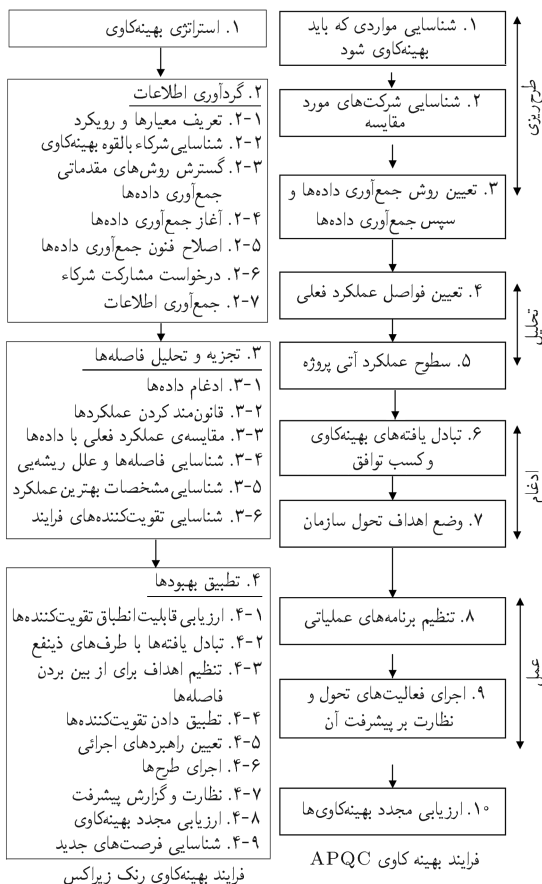 ۱. شناسایی مواردی که باید
بهینه‌کاوی شود
۲. شناسایی شرکت‌های مورد
مقایسه
۳. تعیین روش جمع‌آوری داده‌ها و
سپس جمع‌آوری داده‌ها
طرح‌ریزی
۴. تعیین فواصل عملکرد فعلی
۵. سطوح عملکرد آتی پروژه
تحلیل
۶. تبادل یافته‌های بهینه‌کاوی
و کسب توافق
۷. وضع اهداف تحول سازمان
ادغام
۸. تنظیم برنامه‌های عملیاتی
۹. اجرای فعالیت‌های تحول و
نظارت بر پیشرفت آن
عمل
۱۰. ارزیابی مجدد بهینه‌کاوی‌ها
فرایند بهینه کاوی APQC
۱. استراتژی بهینه‌کاوی
۲. گردآوری اطلاعات
۲-۱. تعریف معیارها و رویکرد
۲-۲. شناسایی شرکاء بالقوه بهینه‌کاوی
۲-۳. گسترش روش‌های مقدماتی
جمع‌آوری داده‌ها
۲-۴. آغاز جمع‌آوری داده‌ها
۲-۵. اصلاح فنون جمع‌آوری داده‌ها
۲-۶. درخواست مشارکت شرکاء
۲-۷. جمع‌آوری اطلاعات
۳. تجزیه و تحلیل فاصله‌ها
۳-۱. ادغام داده‌ها
۳-۲. قانون‌مند کردن عملکردها
۳-۳. مقایسه‌ی عملکرد فعلی با داده‌ها
۳-۴. شناسایی فاصله‌ها و علل ریشه‌یی
۳-۵. شناسایی مشخصات بهترین عملکرد
۳-۶. شناسایی تقویت‌کننده‌های فرایند
۴. تطبیق بهبودها
۴-۱. ارزیابی قابلیت انطباق تقویت‌کننده‌ها
۴-۲. تبادل یافته‌ها با طرف‌های ذینفع
۴-۳. تنظیم اهداف برای از بین بردن
فاصله‌ها
۴-۴. تطبیق دادن تقویت‌کننده‌ها
۴-۵. تعیین راهبردهای اجرائی
۴-۶. اجرای طرح‌ها
۴-۷. نظارت و گزارش پیشرفت
۴-۸. ارزیابی مجدد بهینه‌کاوی
۴-۹. شناسایی فرصت‌های جدید
فرایند بهینه‌کاوی رنک زیراکس